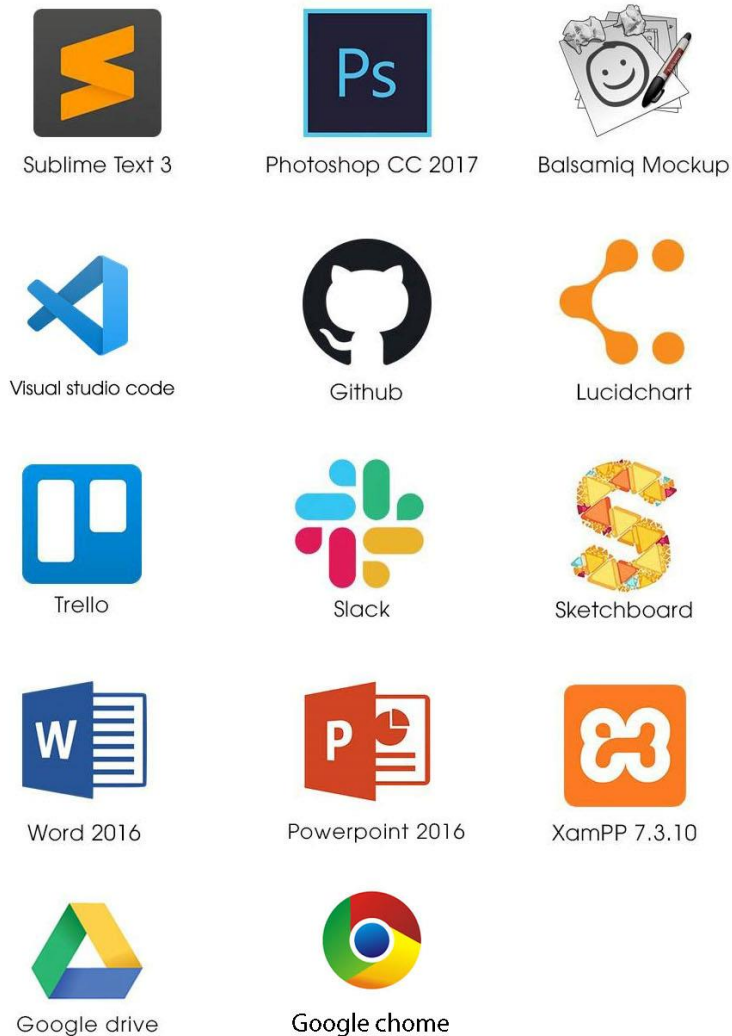 Ps
Sublime Text 3
Photoshop CC 2017
Balsamiq Mockup
Visual studio code
Github
Lucidchart
Trello
Slack
Sketchboard
W
P
Word 2016
Powerpoint 2016
XamPP 7.3.10
Google drive
Google chome